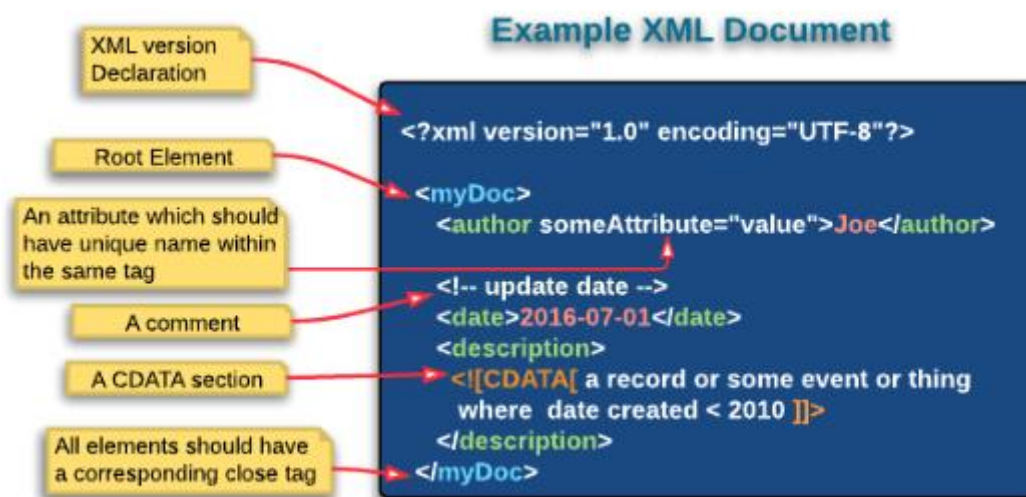 Example XML Document
XML version
Declaration
<?xml version="1.0" encoding="UTF-8"?>
Root Element
<myDoc>
An attribute which should
have unique name within
the same tag
<author someAttribute="value">Joe</author>
<!-- update date -->
A comment
<date>2016-07-01</date>
<description>
A CDATA section
<![CDATA[ a record or some event or thing
where date created < 2010 ]]>
</description>
All elements should have
a corresponding close tag
</myDoc>